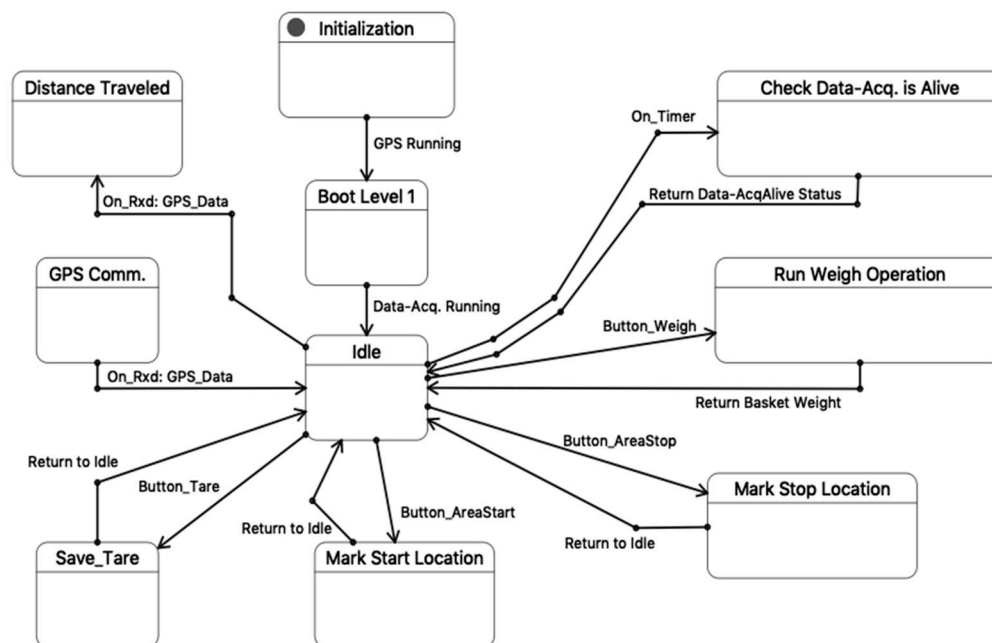 Initialization
Distance Traveled
Check Data-Acq. is Alive
On_Timer
GPS Running
Boot Level 1
Return Data-AcqAlive Status
On_Rxd: GPS_Data
GPS Comm.
Run Weigh Operation
Data-Acq. Running
Button_Weigh
Idle
On_Rxd: GPS_Data
Return Basket Weight
Button_AreaStop
Return to Idle
Button_Tare
Mark Stop Location
Button_AreaStart
Return to Idle
Return to Idle
Save_Tare
Mark Start Location